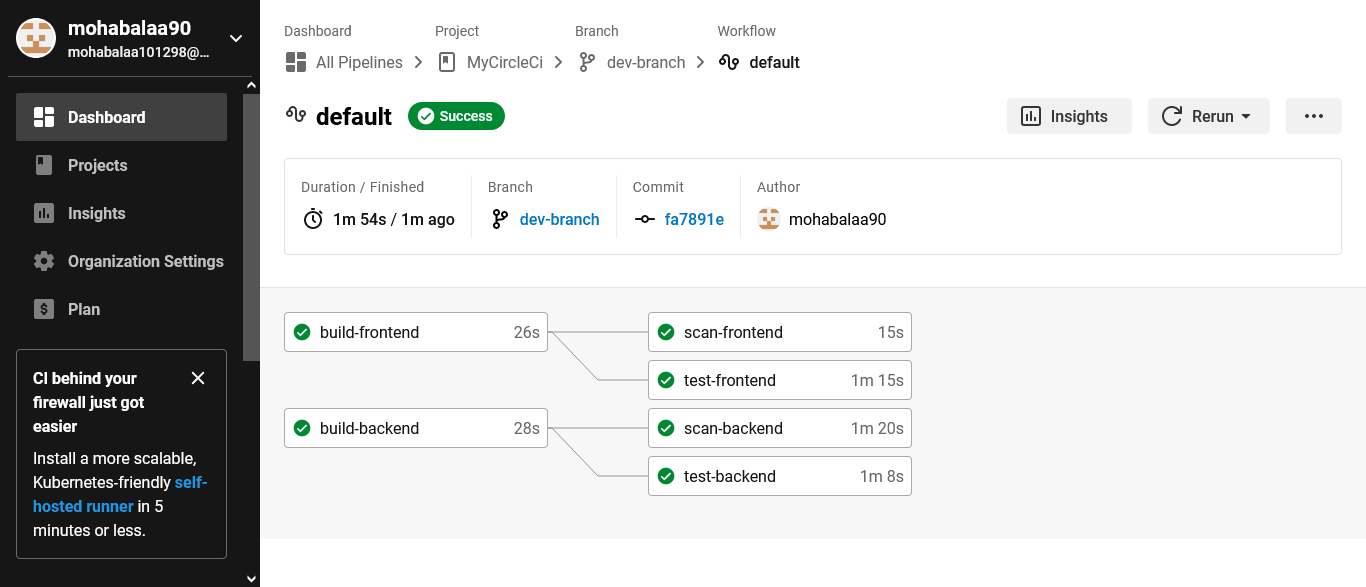 mohabalaa90
mohabalaa101298@...
Dashboard
Projects
Insights
Organization Settings
Plan
CI behind your
firewall just got
easier
Install a more scalable,
Kubernetes-friendly self-
hosted runner in 5
minutes or less.
Dashboard Project Branch Workflow
All Pipelines MyCircleCi dev-branch default
default Success Insights Rerun
Duration / Finished Branch Commit Author
1m 54s / 1m ago dev-branch fa7891e mohabalaa90
build-frontend 26s scan-frontend 15s
test-frontend 1m 15s
build-backend 28s scan-backend 1m 20s
test-backend 1m 8s